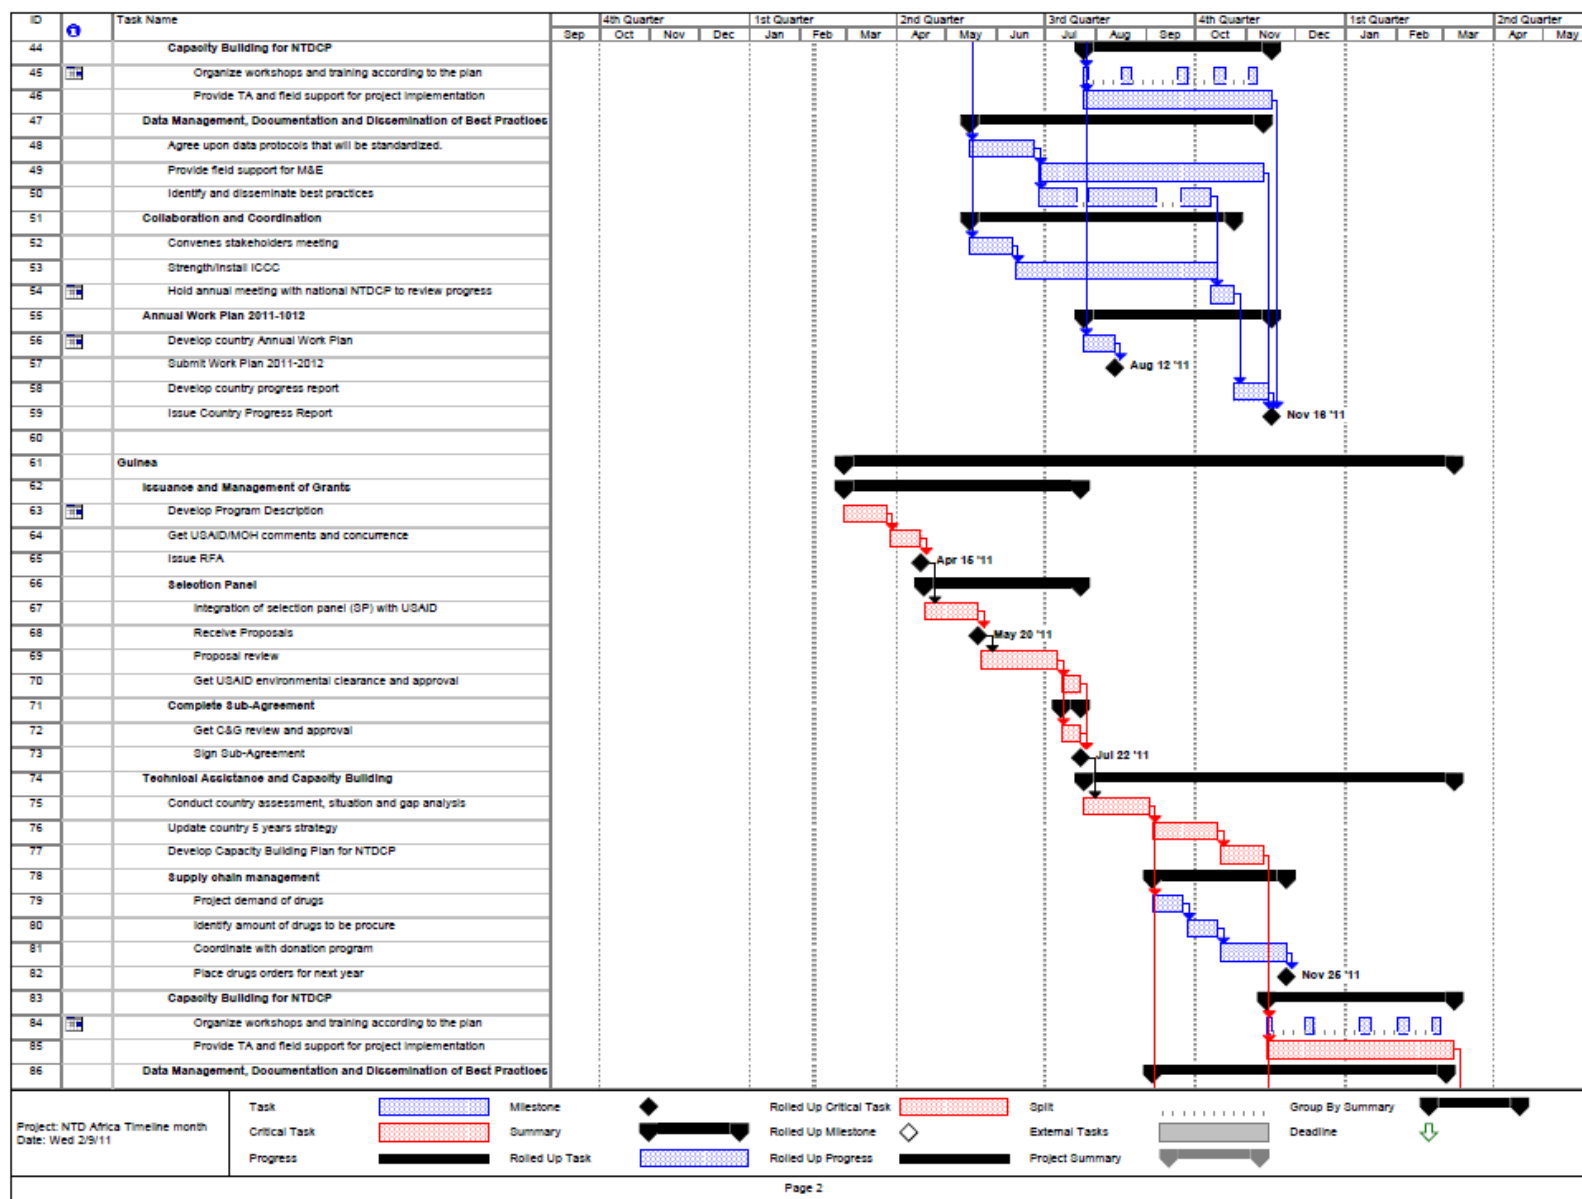 ID Task Name 4th Quarter 1st Quarter 2nd Quarter 3rd Quarter 4th Quarter 1st Quarter 2nd Quarter
Sep Oct Nov Dec Jan Feb Mar Apr May Jun Jul Aug Sep Oct Nov Dec Jan Feb Mar Apr May
44 Capacity Building for NTDCP
45 Organize workshops and training according to the plan
46 Provide TA and field support for project implementation
47 Data Management, Documentation and Dissemination of Best Practices
48 Agree upon data protocols that will be standardized.
49 Provide field support for M&E
50 Identify and disseminate best practices
51 Collaboration and Coordination
52 Convenes stakeholders meeting
53 Strength/install ICCC
54 Hold annual meeting with national NTDCP to review progress
55 Annual Work Plan 2011-1012
56 Develop country Annual Work Plan
57 Submit Work Plan 2011-2012 Aug 12 '11
58 Develop country progress report
59 Issue Country Progress Report Nov 16 '11
60
61 Guinea
62 Issuance and Management of Grants
63 Develop Program Description
64 Get USAID/MOH comments and concurrence
65 Issue RFA Apr 15 '11
66 Selection Panel
67 Integration of selection panel (SP) with USAID
68 Receive Proposals May 20 '11
69 Proposal review
70 Get USAID environmental clearance and approval
71 Complete Sub-Agreement
72 Get C&G review and approval
73 Sign Sub-Agreement Jul 22 '11
74 Technical Assistance and Capacity Building
75 Conduct country assessment, situation and gap analysis
76 Update country 5 years strategy
77 Develop Capacity Building Plan for NTDCP
78 Supply chain management
79 Project demand of drugs
80 Identify amount of drugs to be procure
81 Coordinate with donation program
82 Place drugs orders for next year Nov 25 '11
83 Capacity Building for NTDCP
84 Organize workshops and training according to the plan
85 Provide TA and field support for project implementation
86 Data Management, Documentation and Dissemination of Best Practices
Project: NTD Africa Timeline month
Date: Wed 2/9/11
Task Milestone Rolled Up Critical Task Split Group By Summary
Critical Task Summary Rolled Up Milestone External Tasks Deadline
Progress Rolled Up Task Rolled Up Progress Project Summary
Page 2